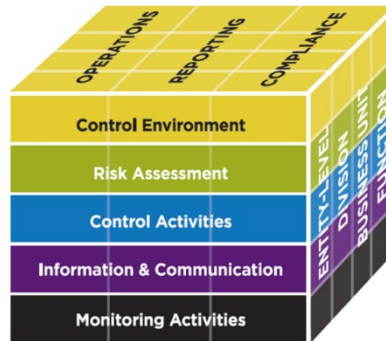 OPERATIONS
REPORTING
COMPLIANCE
Control Environment
Risk Assessment
Control Activities
Information & Communication
Monitoring Activities
ENTITY-LEVEL
DIVISION
BUSINESS UNIT
FUNCTION